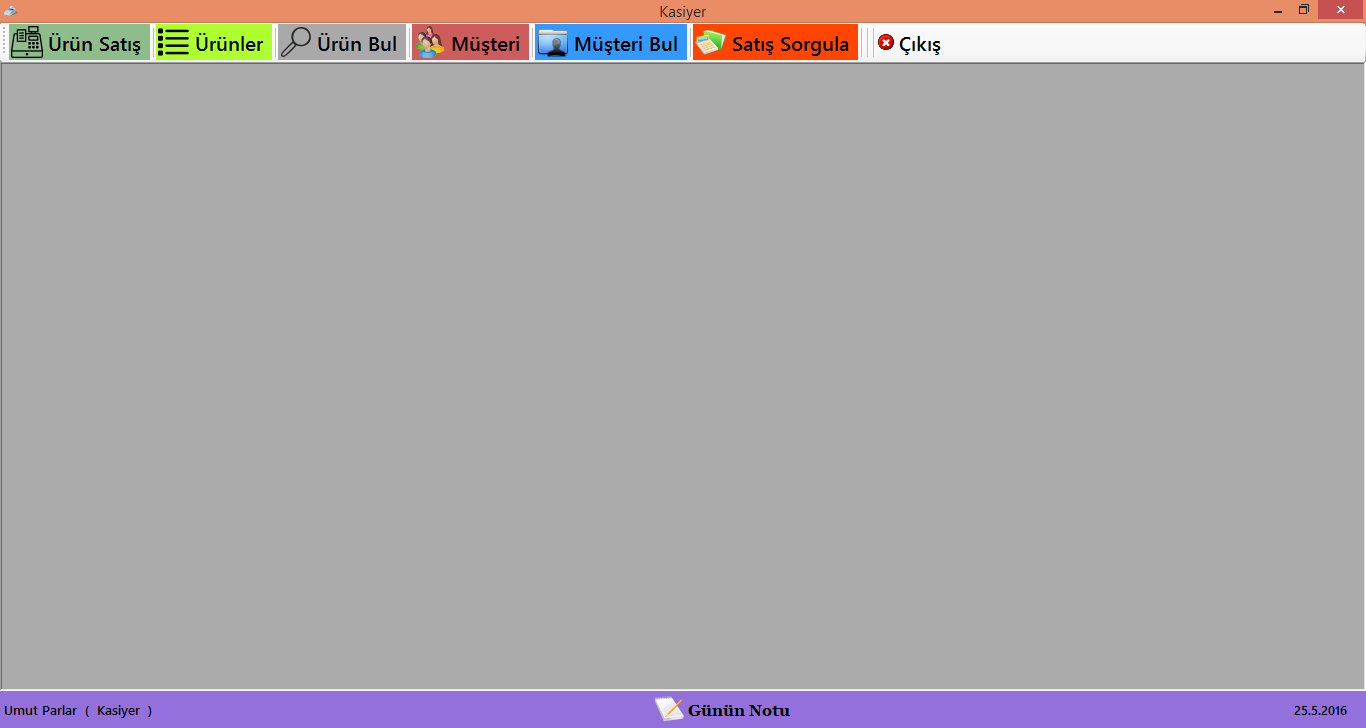 Kasiyer
Ürün Satış Ürünler Ürün Bul Müşteri Müşteri Bul Satış Sorgula Çıkış
Umut Parlar ( Kasiyer ) Günün Notu 25.5.2016